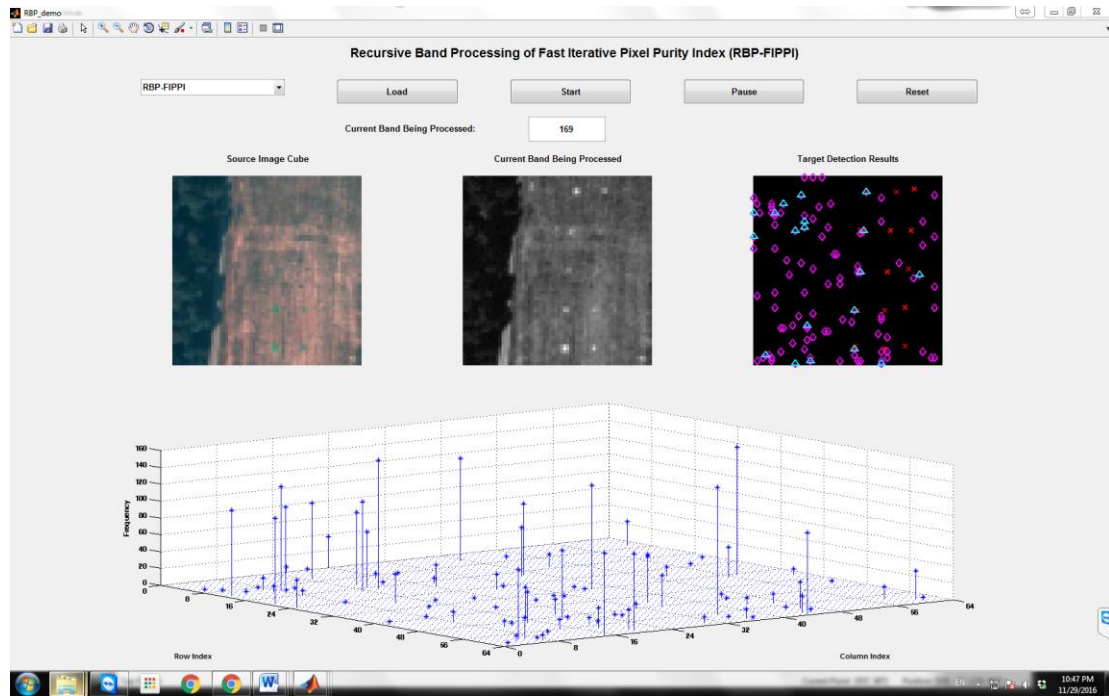 RBP_demo
Recursive Band Processing of Fast Iterative Pixel Purity Index (RBP-FIPPI)
RBP-FIPPI
Load
Start
Pause
Reset
Current Band Being Processed:
169
Source Image Cube
Current Band Being Processed
Target Detection Results
160
140
120
100
80
60
40
20
0
Frequency
0
8
16
24
32
40
48
56
64
Row Index
0
8
16
24
32
40
48
56
64
Column Index
EN
10:47 PM
11/29/2016